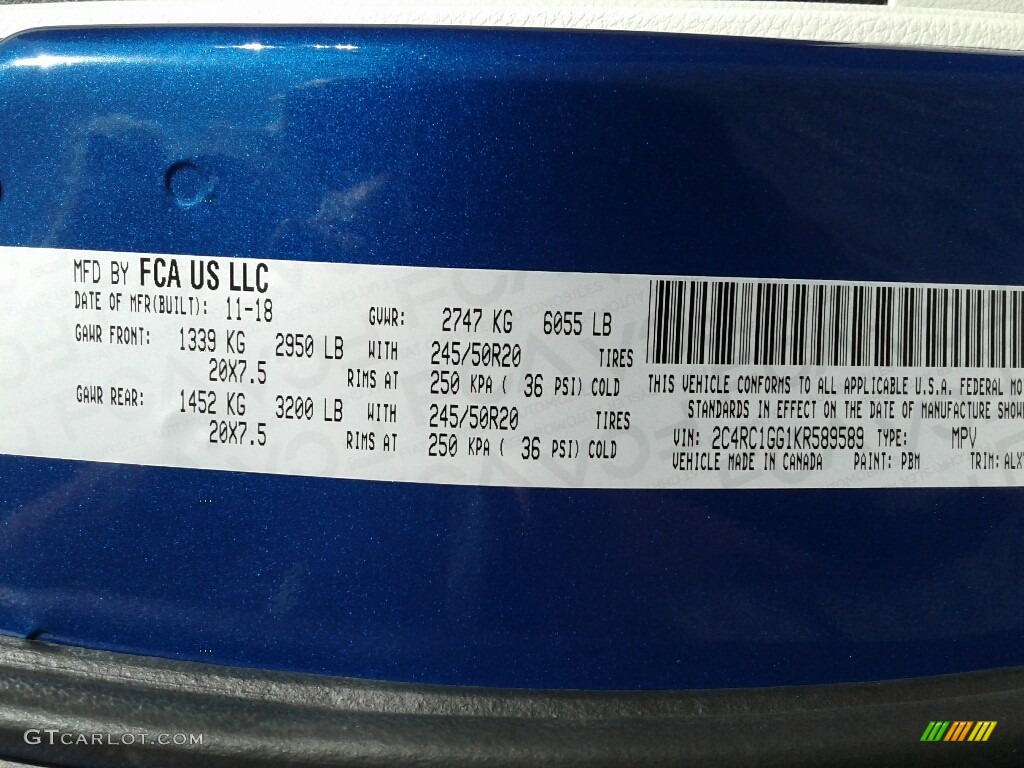 MFD BY FCA US LLC
DATE OF MFR(BUILT): 11-18 GVWR: 2747 KG 6055 LB
GAWR FRONT: 1339 KG 2950 LB WITH 245/50R20 TIRES
20X7.5 RIMS AT 250 KPA ( 36 PSI) COLD
GAWR REAR: 1452 KG 3200 LB WITH 245/50R20 TIRES
20X7.5 RIMS AT 250 KPA ( 36 PSI) COLD
THIS VEHICLE CONFORMS TO ALL APPLICABLE U.S.A. FEDERAL MO
STANDARDS IN EFFECT ON THE DATE OF MANUFACTURE SHOW
VIN: 2C4RC1GG1KR589589 TYPE: MPV
VEHICLE MADE IN CANADA PAINT: PBM TRIM: ALX
GTCARLOT.COM